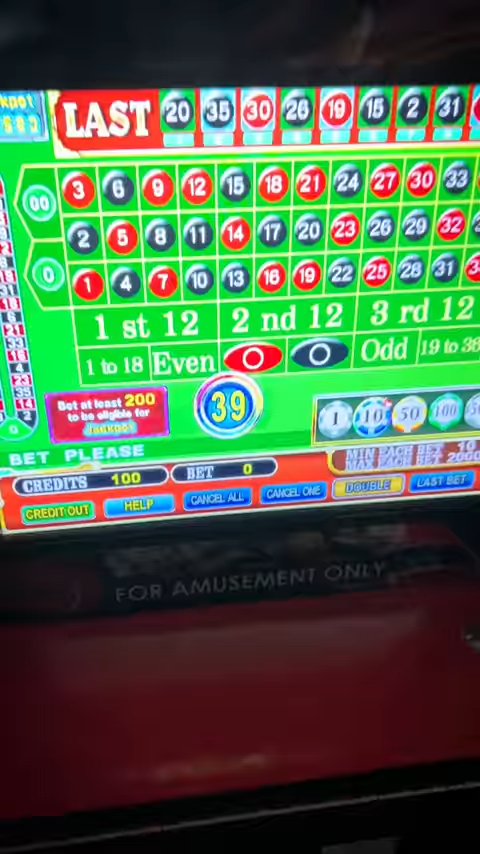 LAST 20 35 30 26 19 15 2 31
00 3 6 9 12 15 18 21 24 27 30 33
2 5 8 11 14 17 20 23 26 29 32
0 1 4 7 10 13 16 19 22 25 28 31
1 st 12 2 nd 12 3 rd 12
1 to 18 Even Odd 19 to 36
Bet at least 200
to be eligible for
Jackpot
39
1 10 50 100
BET PLEASE
MIN EACH BET 10
MAX EACH BET 2000
CREDITS 100 BET 0
CREDIT OUT HELP CANCEL ALL CANCEL ONE DOUBLE LAST BET
FOR AMUSEMENT ONLY